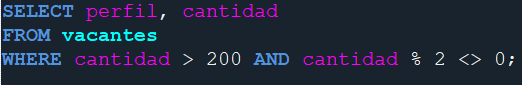 SELECT perfil, cantidad
FROM vacantes
WHERE cantidad > 200 AND cantidad % 2 <> 0;